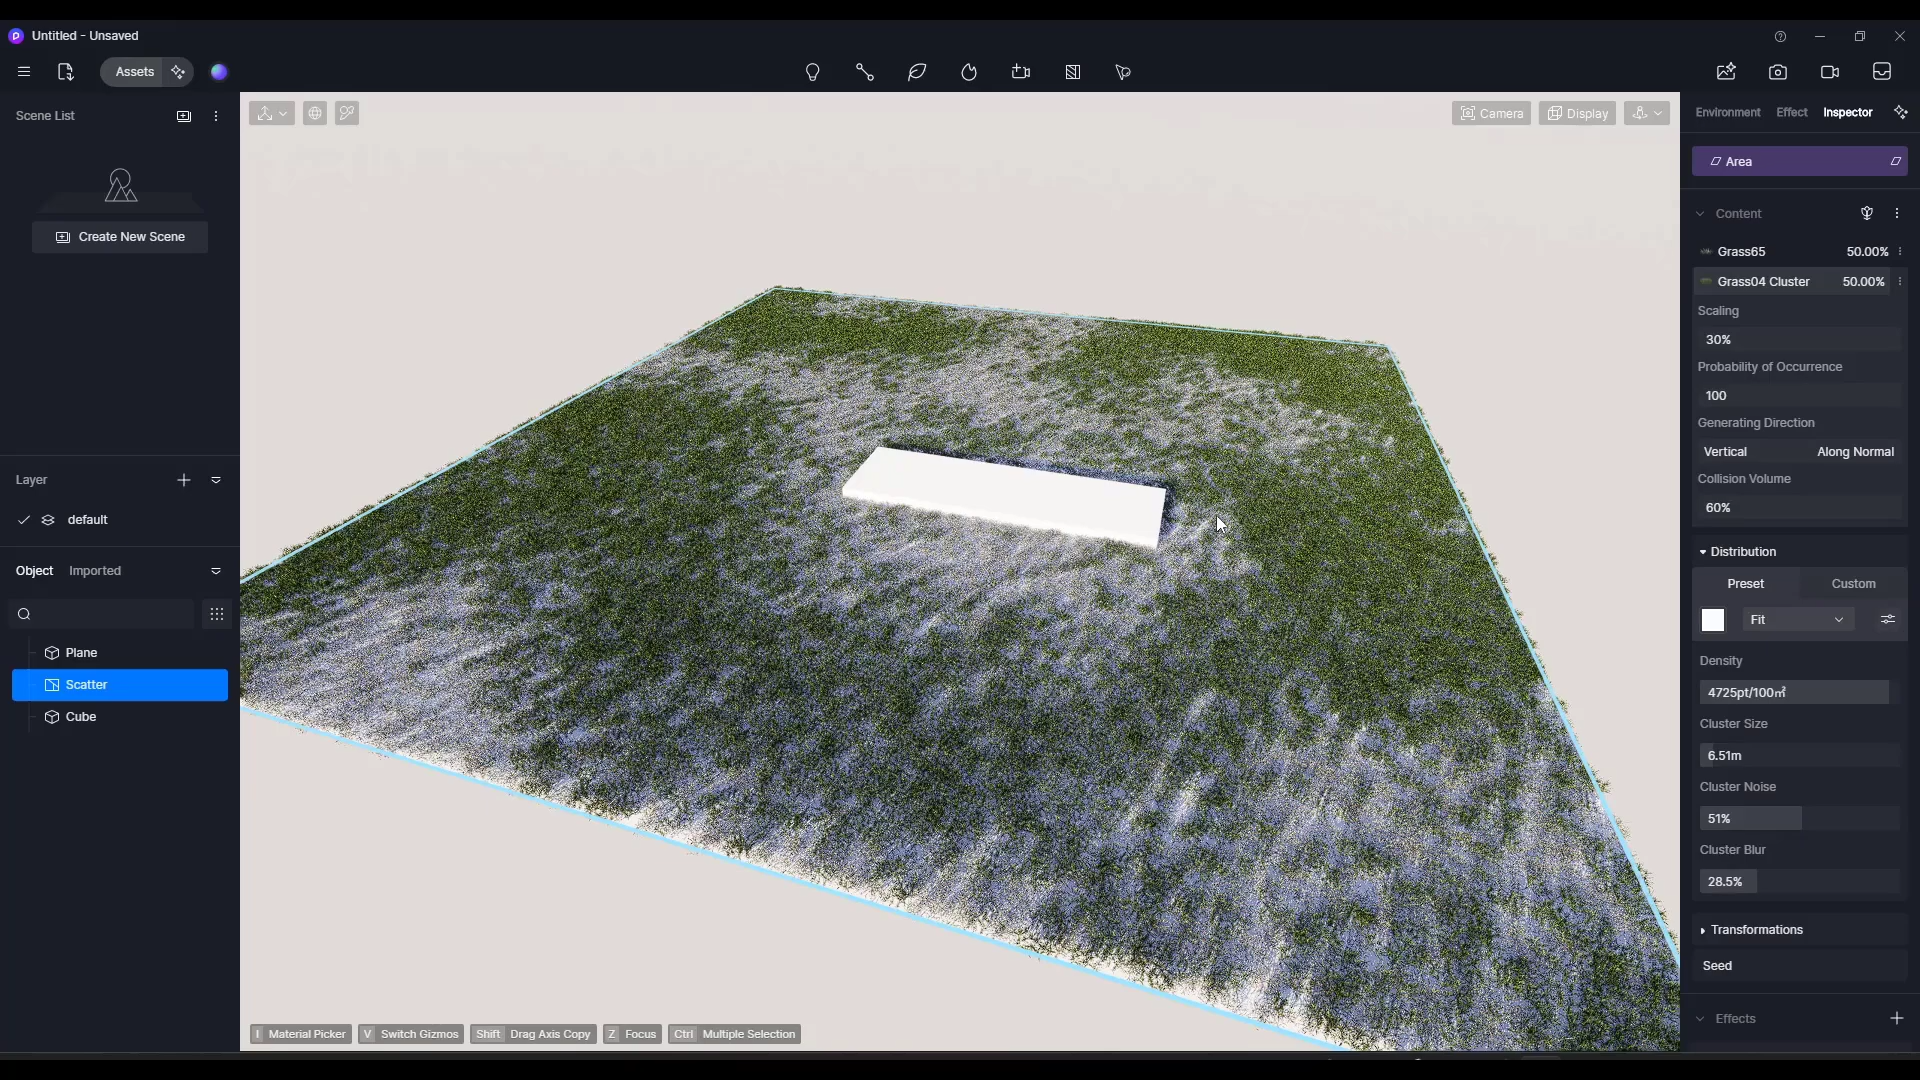 Untitled - Unsaved
Assets
Scene List
Create New Scene
Layer
default
Object Imported
Plane
Scatter
Cube
Camera
Display
I Material Picker V Switch Gizmos Shift Drag Axis Copy Z Focus Ctrl Multiple Selection
Environment Effect Inspector
Area
Content
Grass65 50.00%
Grass04 Cluster 50.00%
Scaling
30%
Probability of Occurrence
100
Generating Direction
Vertical Along Normal
Collision Volume
60%
Distribution
Preset Custom
Fit
Density
4725pt/100㎡
Cluster Size
6.51m
Cluster Noise
51%
Cluster Blur
28.5%
Transformations
Seed
Effects